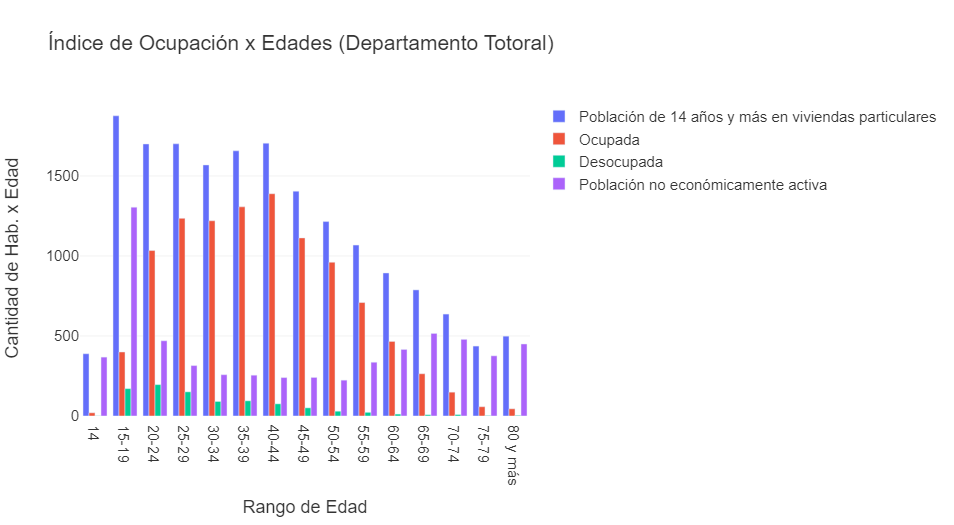 Índice de Ocupación x Edades (Departamento Totoral)
Población de 14 años y más en viviendas particulares
Ocupada
Desocupada
Población no económicamente activa
Cantidad de Hab. x Edad
1500
1000
500
0
14
15-19
20-24
25-29
30-34
35-39
40-44
45-49
50-54
55-59
60-64
65-69
70-74
75-79
80 y más
Rango de Edad